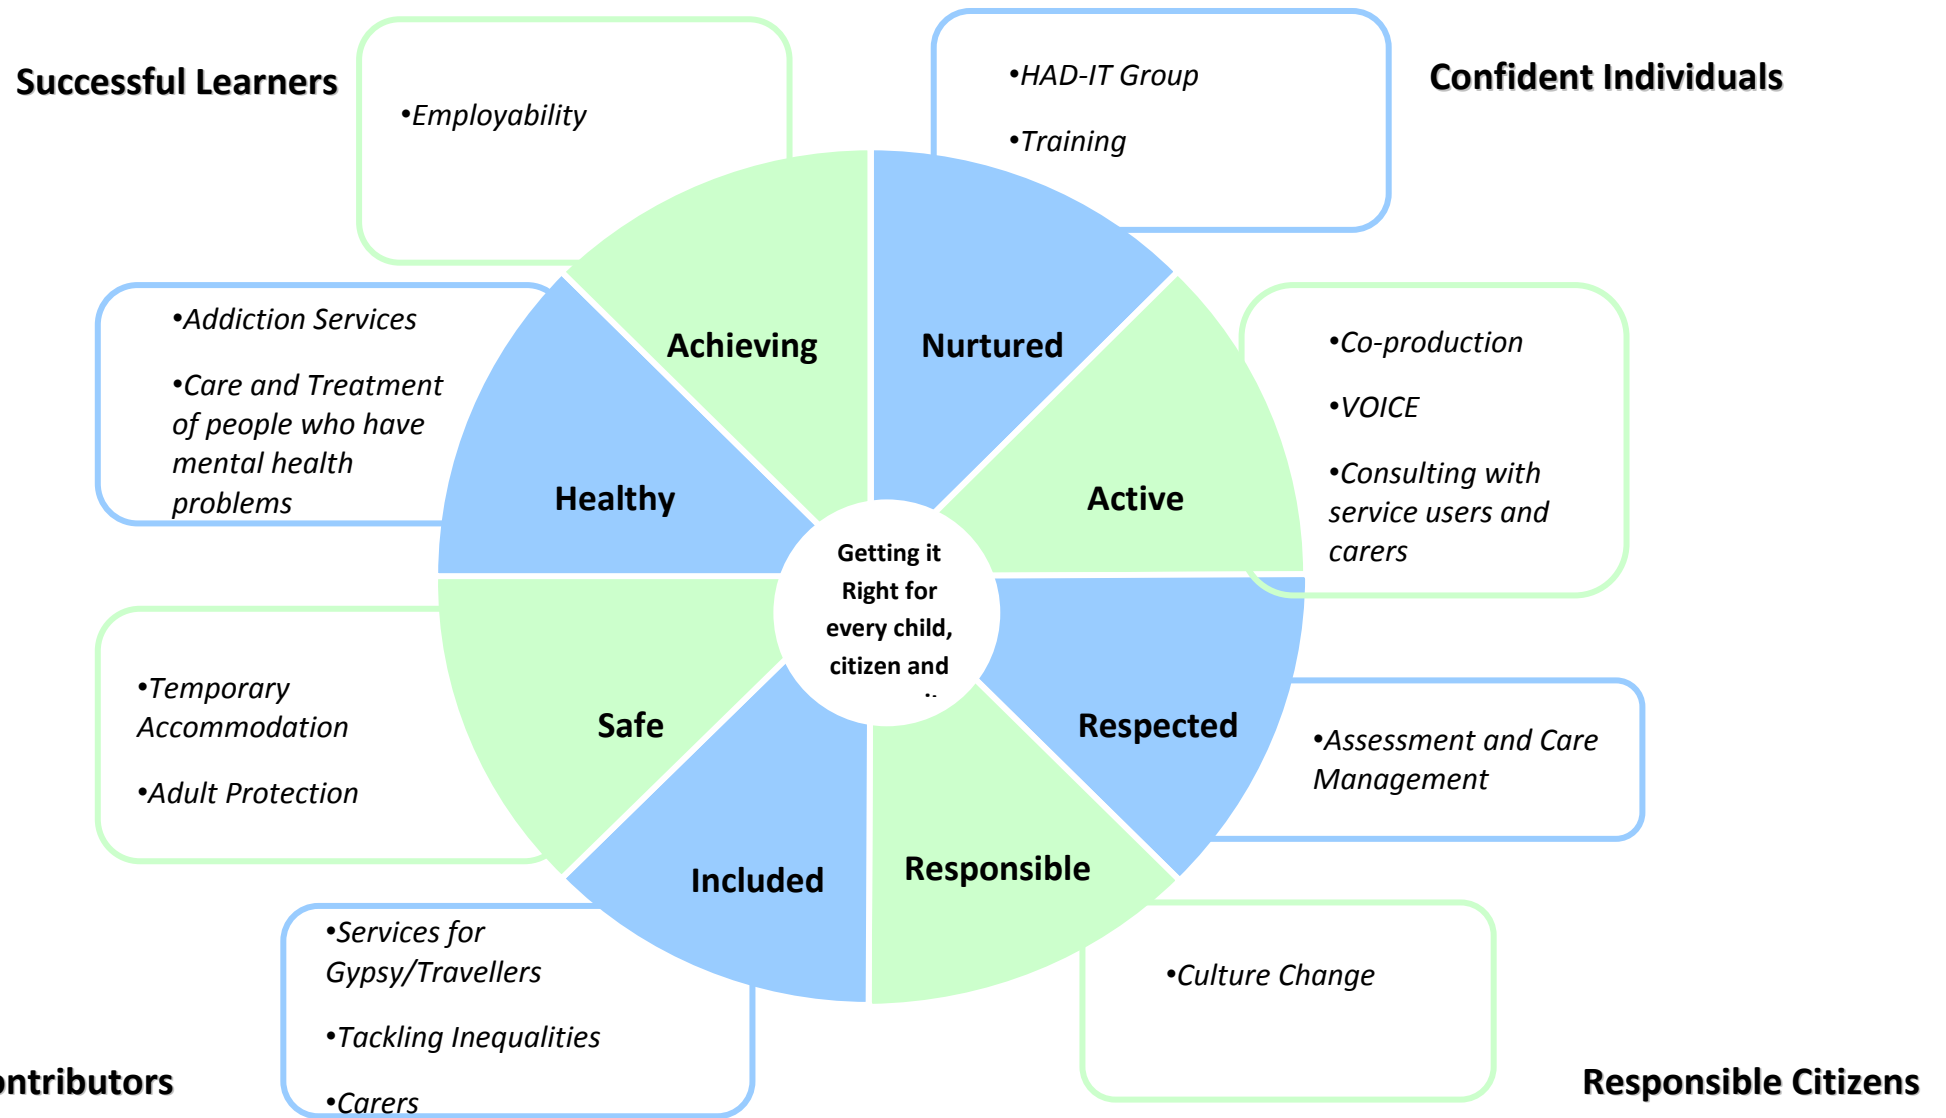 Successful Learners
•Employability
•HAD-IT Group
•Training
Confident Individuals
•Addiction Services
•Care and Treatment
of people who have
mental health
problems
Achieving
Nurtured
•Co-production
•VOICE
•Consulting with
service users and
carers
Healthy
Active
Getting it
Right for
every child,
citizen and
•Temporary
Accommodation
•Adult Protection
Safe
Respected
•Assessment and Care
Management
Included
Responsible
•Services for
Gypsy/Travellers
•Tackling Inequalities
•Carers
•Culture Change
ontributors
Responsible Citizens